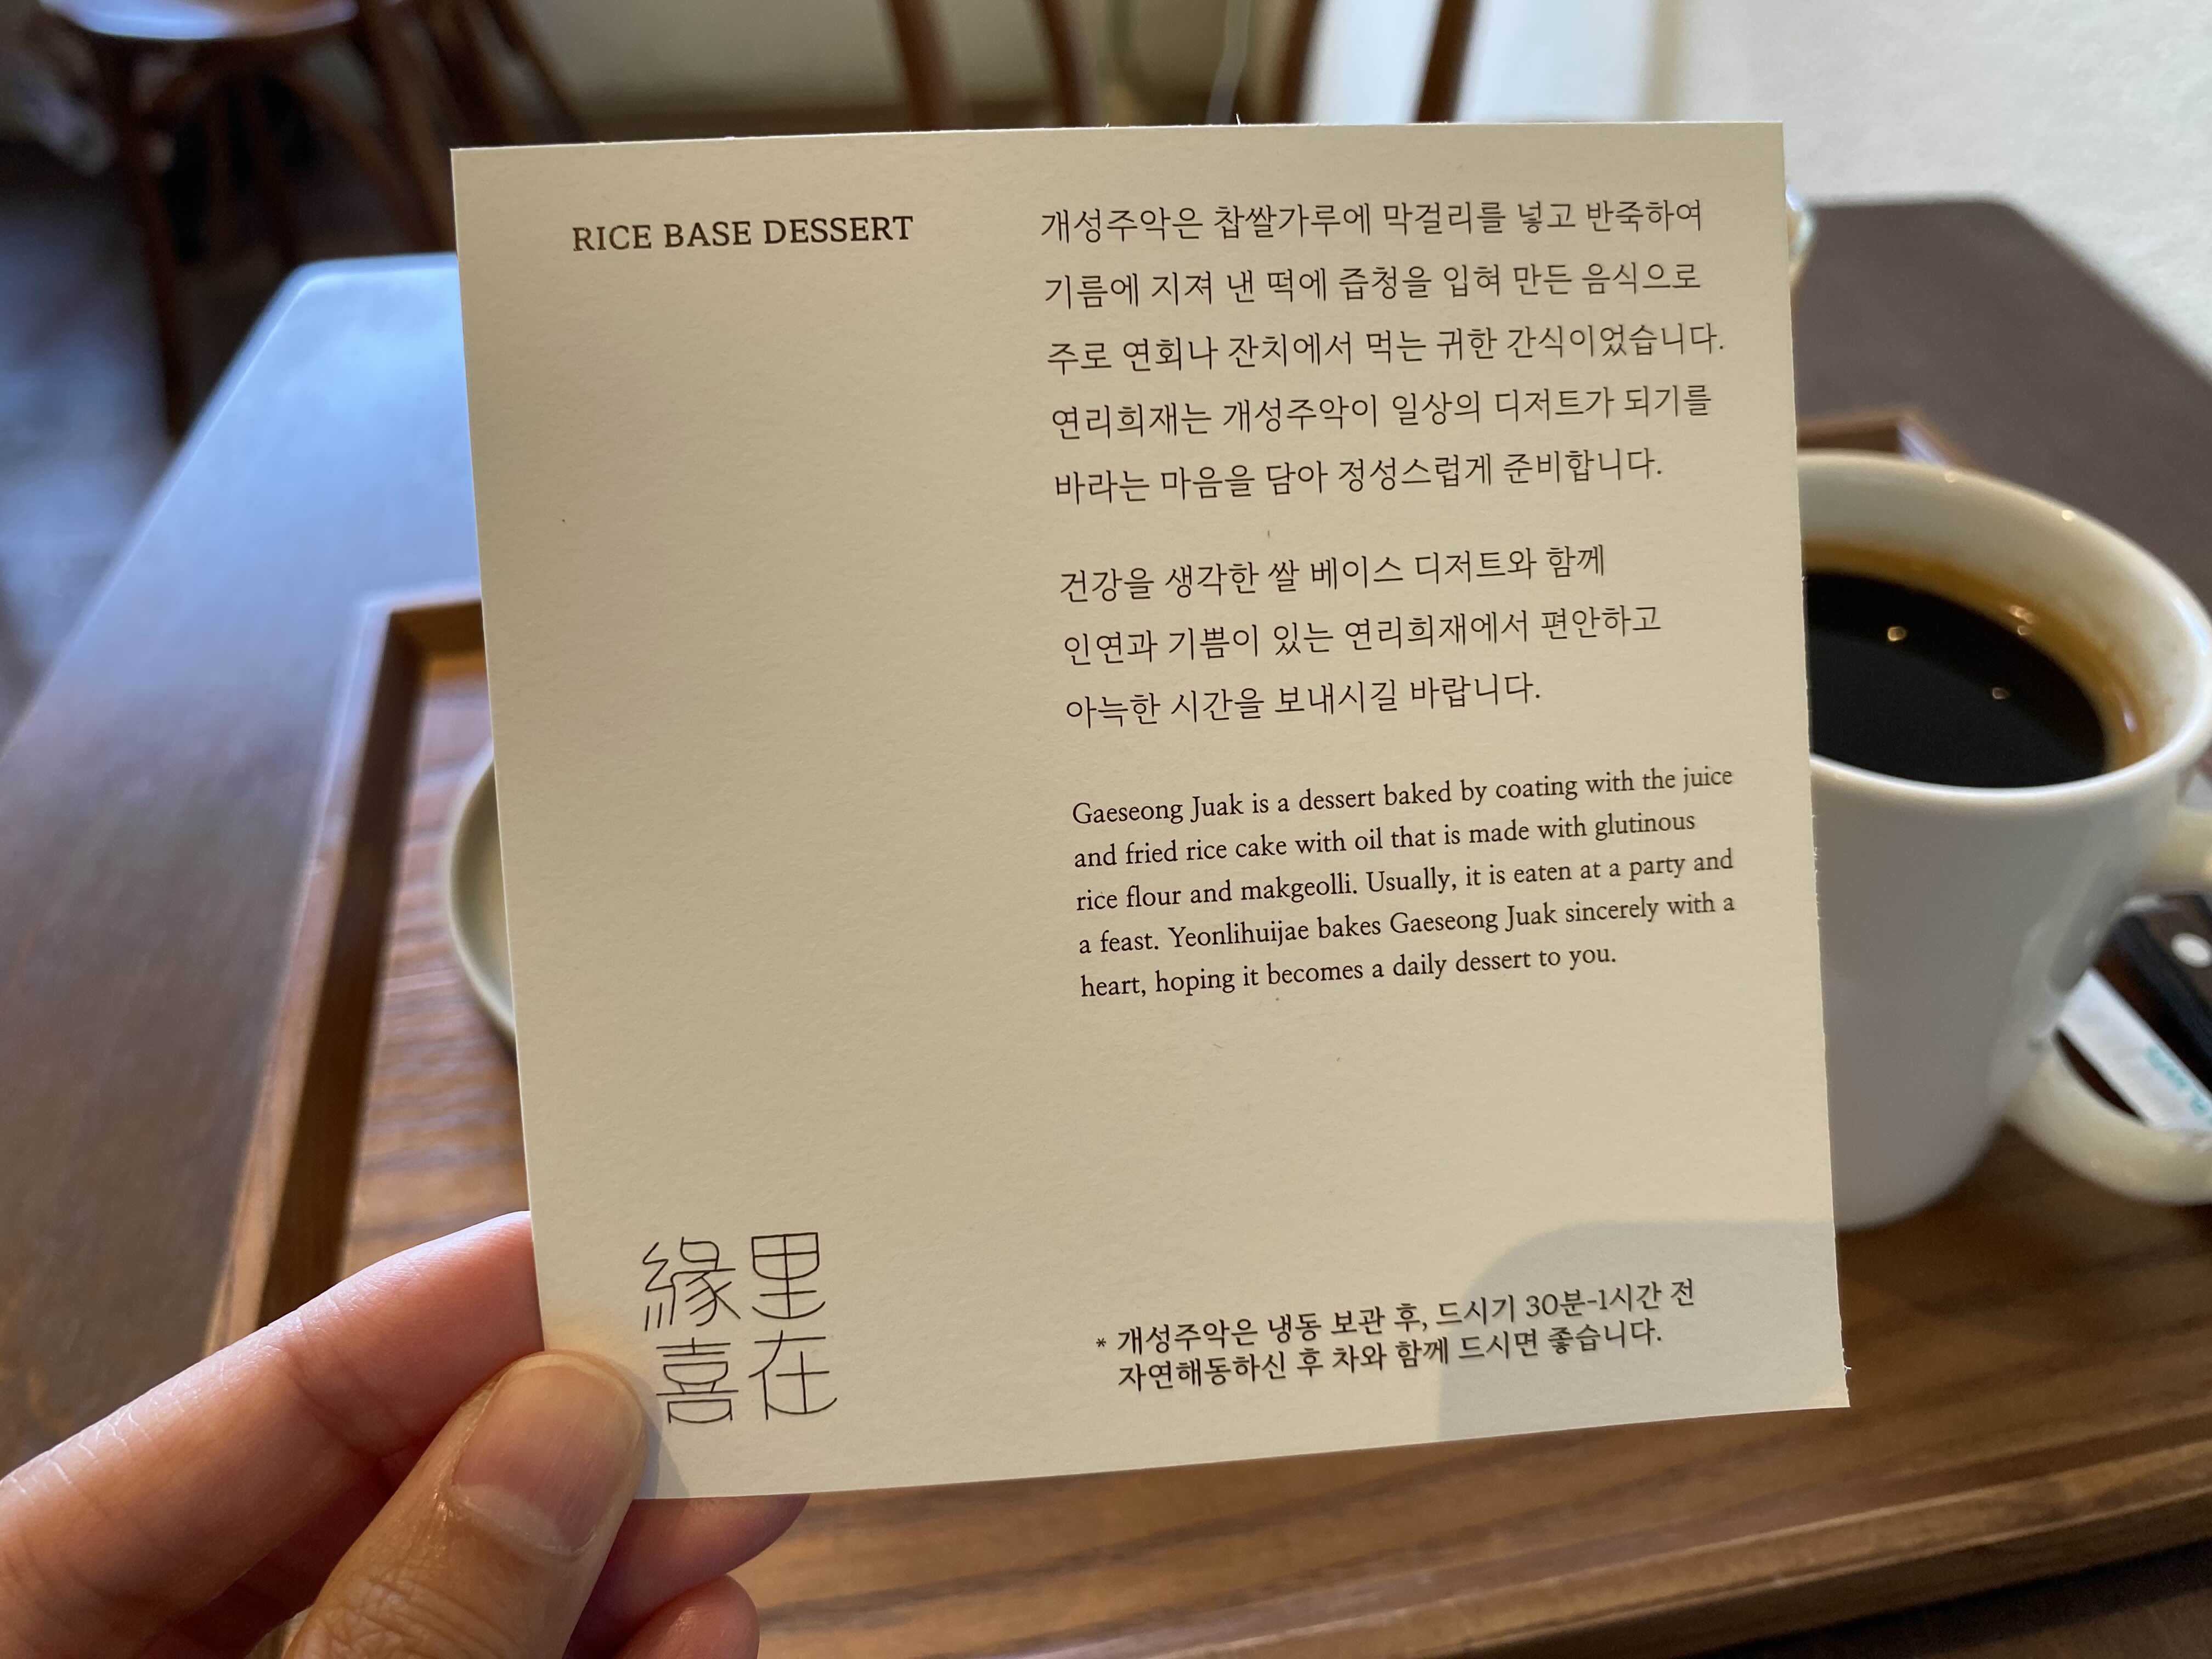 RICE BASE DESSERT
개성주악은 찹쌀가루에 막걸리를 넣고 반죽하여
기름에 지져 낸 떡에 즙청을 입혀 만든 음식으로
주로 연회나 잔치에서 먹는 귀한 간식이었습니다.
연리희재는 개성주악이 일상의 디저트가 되기를
바라는 마음을 담아 정성스럽게 준비합니다.
건강을 생각한 쌀 베이스 디저트와 함께
인연과 기쁨이 있는 연리희재에서 편안하고
아늑한 시간을 보내시길 바랍니다.
Gaeseong Juak is a dessert baked by coating with the juice
and fried rice cake with oil that is made with glutinous
rice flour and makgeolli. Usually, it is eaten at a party and
a feast. Yeonlihuijae bakes Gaeseong Juak sincerely with a
heart, hoping it becomes a daily dessert to you.
緣里
喜在
* 개성주악은 냉동 보관 후, 드시기 30분-1시간 전
자연해동하신 후 차와 함께 드시면 좋습니다.